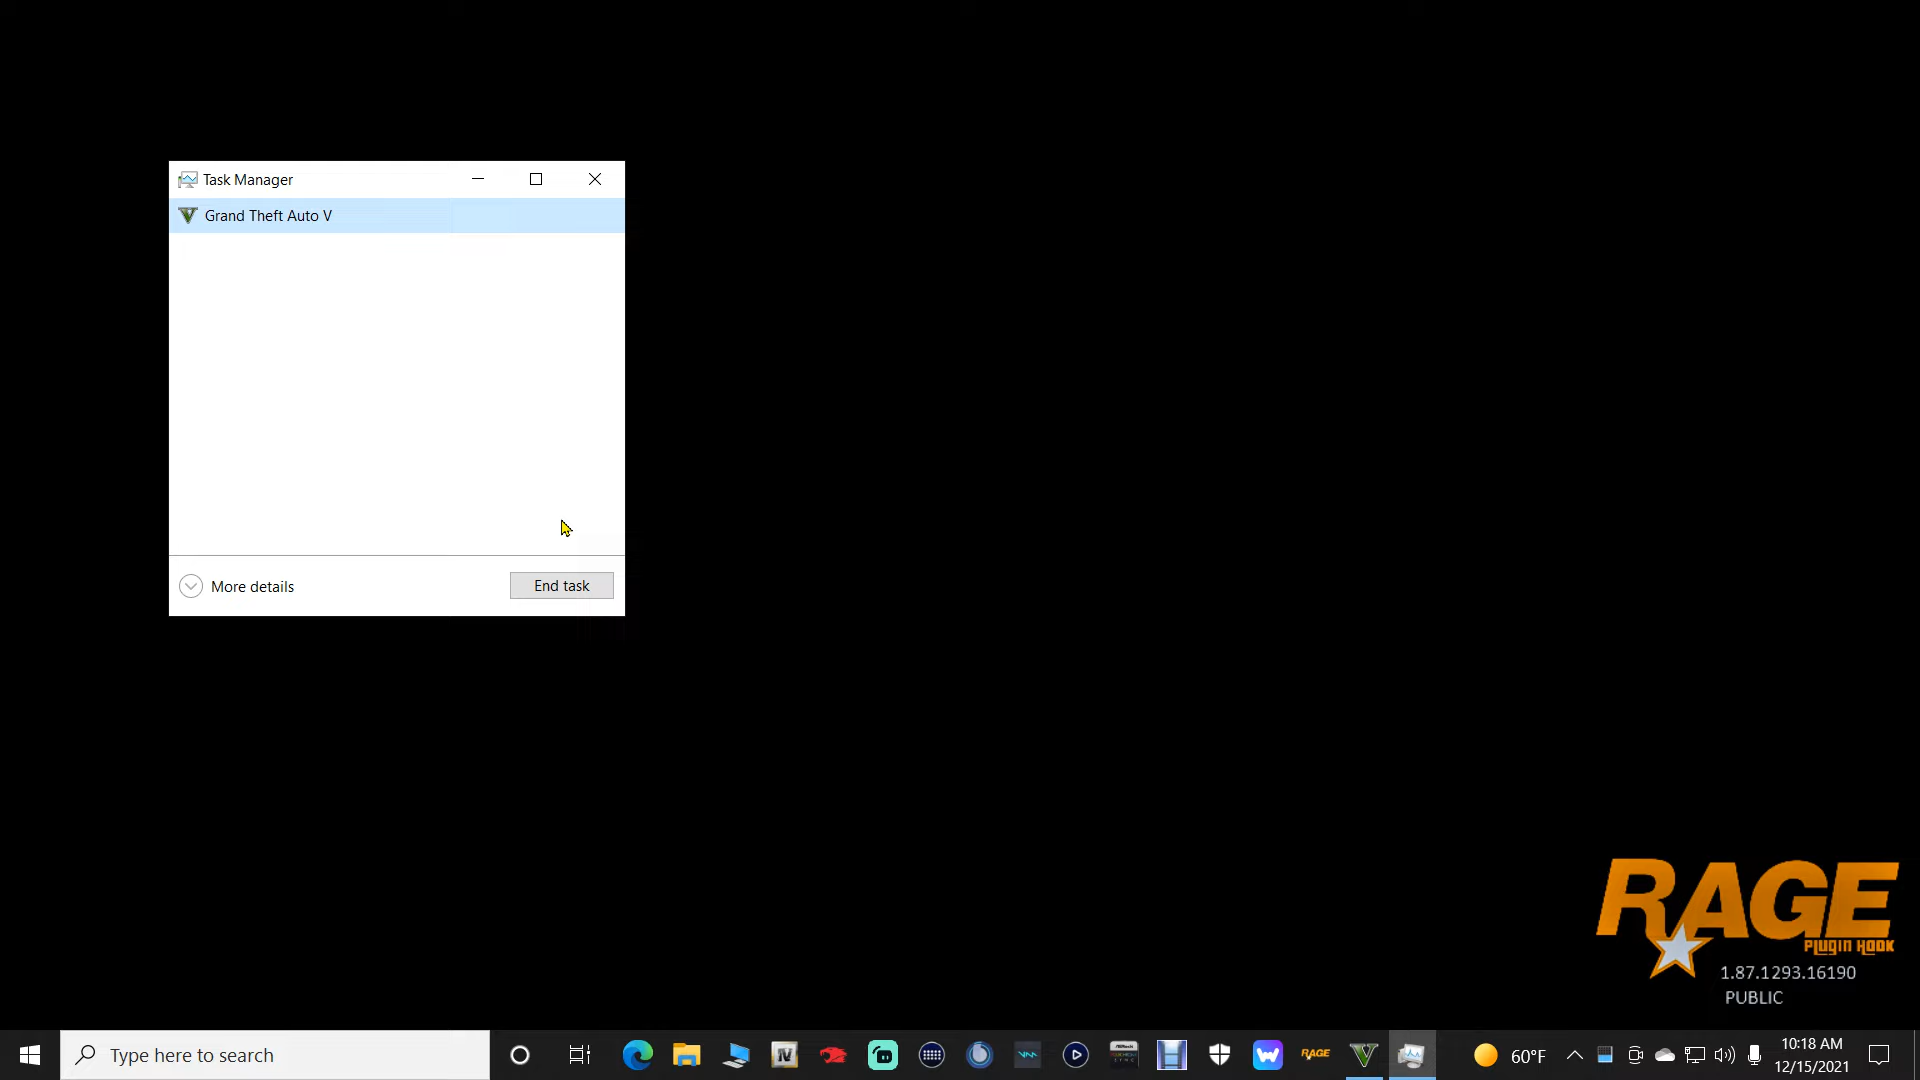 Task Manager
Grand Theft Auto V
More details
End task
RAGE
PLUGIN HOOK
1.87.1293.16190
PUBLIC
Type here to search
IV
RAGE
60°F
10:18 AM
12/15/2021